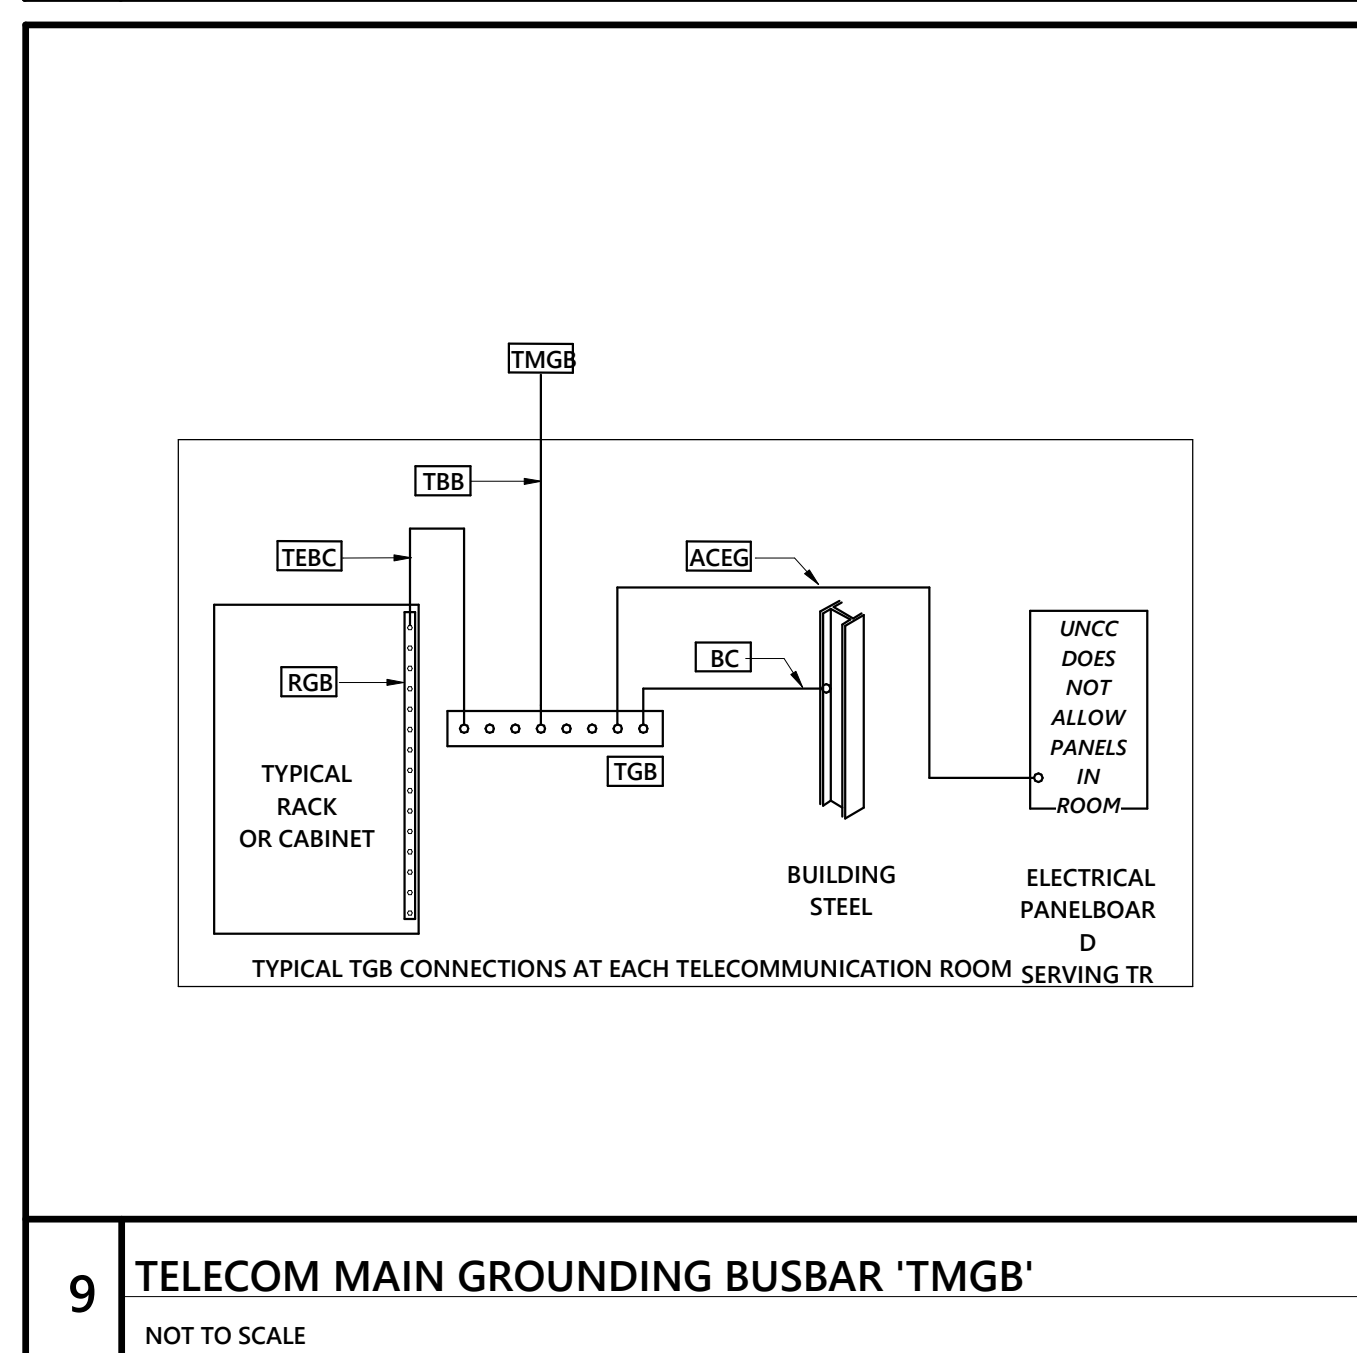 TMGB
TBB
TEBC
ACEG
UNCC
DOES
NOT
ALLOW
PANELS
IN
ROOM
BC
RGB
TGB
TYPICAL
RACK
OR CABINET
BUILDING
STEEL
ELECTRICAL
PANELBOAR
D
SERVING TR
TYPICAL TGB CONNECTIONS AT EACH TELECOMMUNICATION ROOM
9
TELECOM MAIN GROUNDING BUSBAR 'TMGB'
NOT TO SCALE